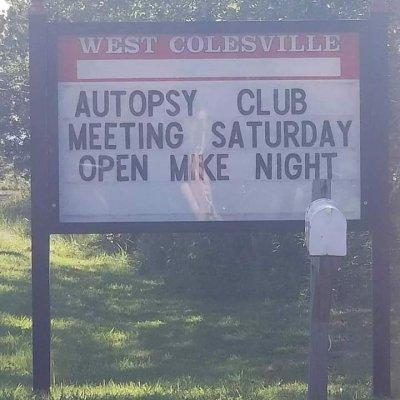 WEST COLESVILLE
AUTOPSY CLUB
MEETING SATURDAY
OPEN MIKE NIGHT